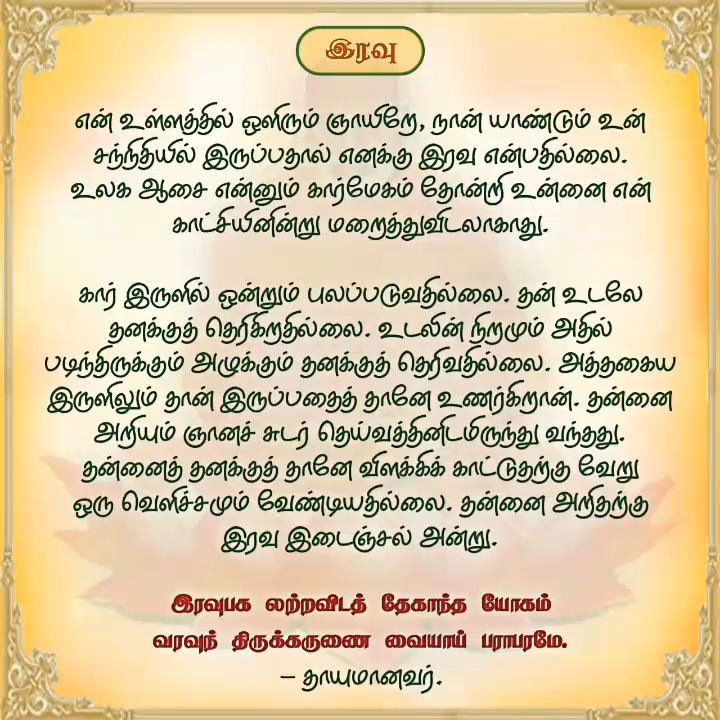 இரவு
என் உள்ளத்தில் ஒளிரும் ஞாயிறே, நான் யாண்டும் உன்
சந்நிதியில் இருப்பதால் எனக்கு இரவு என்பதில்லை.
உலக ஆசை என்னும் கார்மேகம் தோன்றி உன்னை என்
காட்சியினின்று மறைத்துவிடலாகாது.
கார் இருளில் ஒன்றும் புலப்படுவதில்லை. தன் உடலே
தனக்குத் தெரிகிறதில்லை. உடலின் நிறமும் அதில்
படிந்திருக்கும் அழுக்கும் தனக்குத் தெரிவதில்லை. அத்தகைய
இருளிலும் தான் இருப்பதைத் தானே உணர்கிறான். தன்னை
அறியும் ஞானச் சுடர் தெய்வத்தினிடமிருந்து வந்தது.
தன்னைத் தனக்குத் தானே விளக்கிக் காட்டுதற்கு வேறு
ஒரு வெளிச்சமும் வேண்டியதில்லை. தன்னை அறிதற்கு
இரவு இடைஞ்சல் அன்று.
இரவுபக லற்றவிடத் தேகாந்த யோகம்
வரவுந் திருக்கருணை வையாய் பராபரமே.
– தாயுமானவர்.